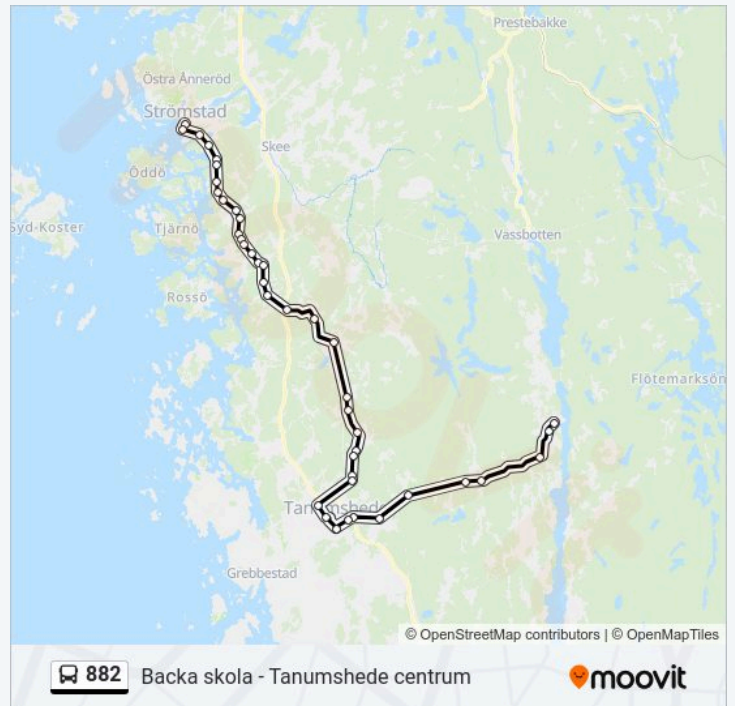 Prestebakke
Östra Ånneröd
Strömstad
Skee
Öddö
Syd-Koster
Tjärnö
Vassbotten
Rossö
Flötemarksön
Tanumshede
Grebbestad
© OpenStreetMap contributors | © OpenMapTiles
882 Backa skola - Tanumshede centrum
moovit